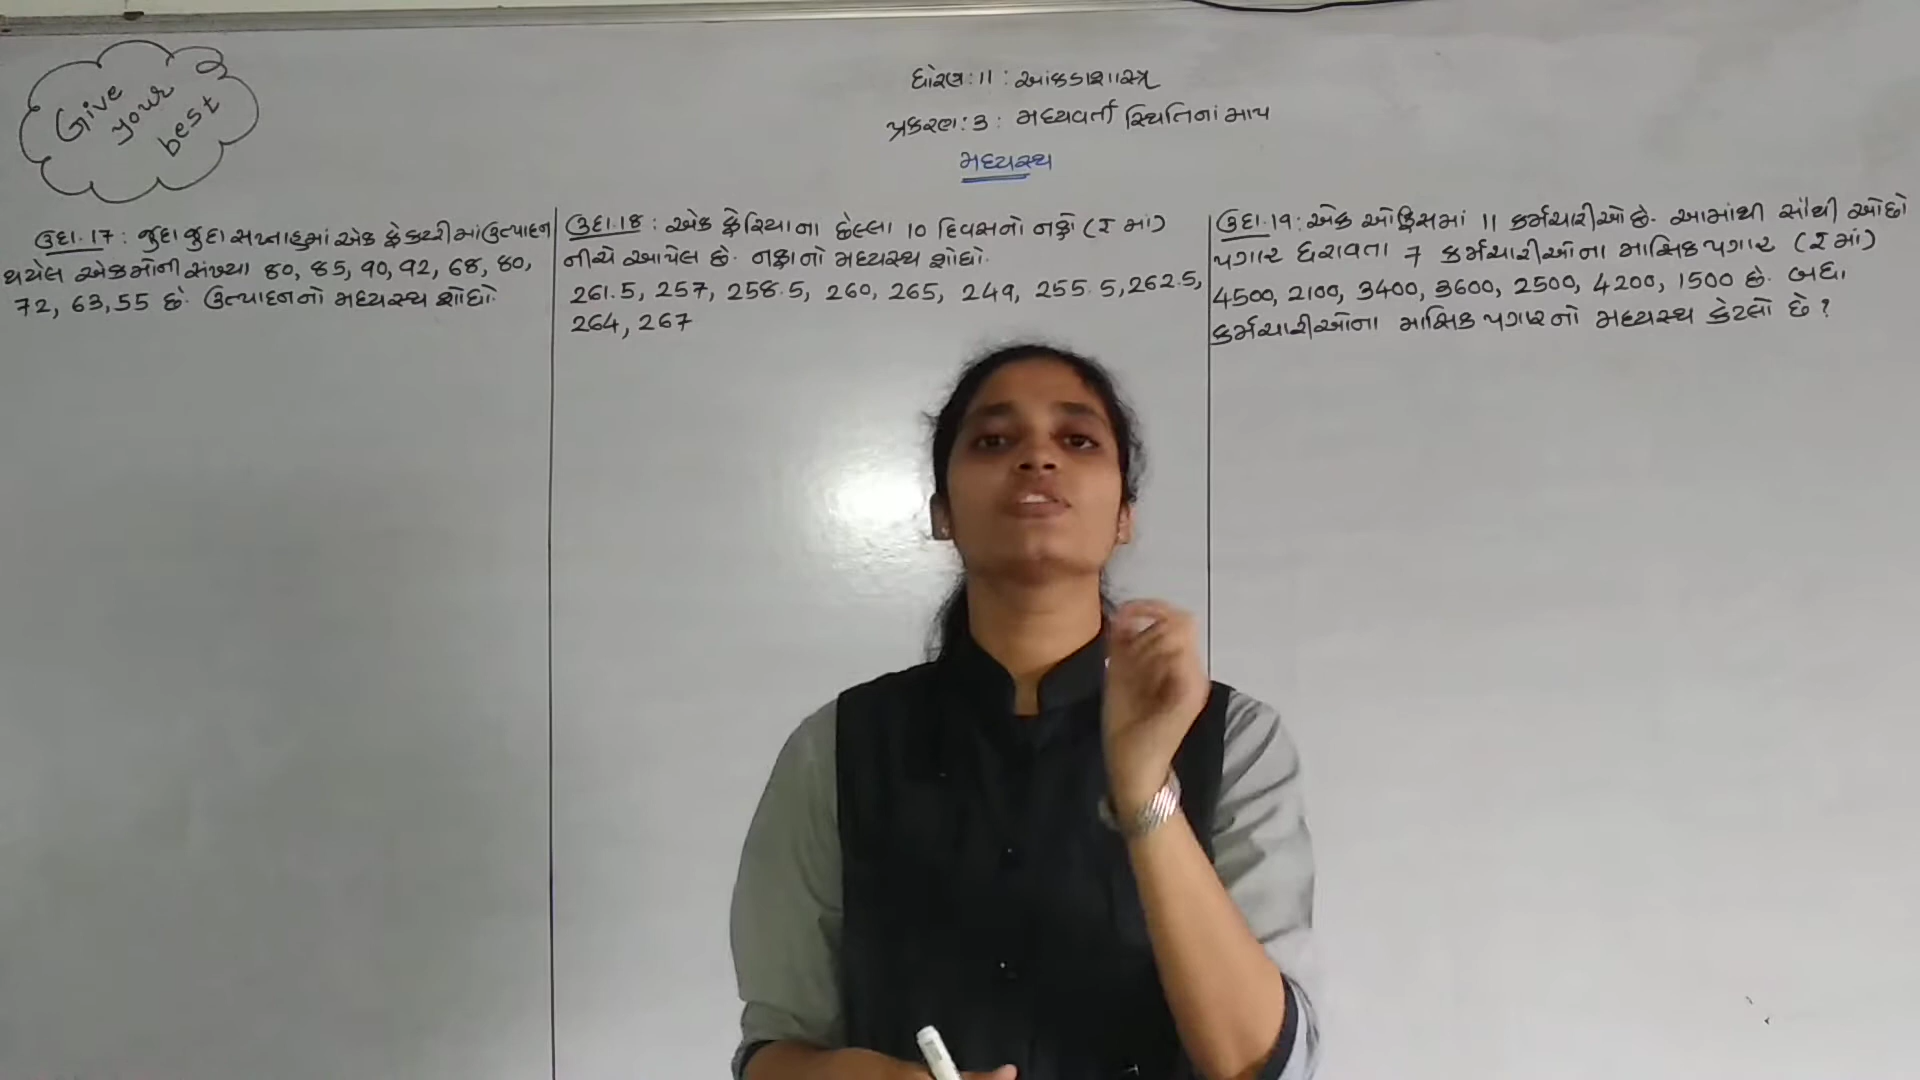 Give
your
best
ધોરણ : 11 : આંકડાશાસ્ત્ર
પ્રકરણ : 3 : મધ્યવર્તી સ્થિતિનાં માપ
મધ્યસ્થ
ઉદા. 17 : જુદા જુદા સપ્તાહમાં એક ફેક્ટરીમાં ઉત્પાદન
થયેલ એકમોની સંખ્યા 80, 85, 90, 92, 68, 80,
72, 63, 55 છે. ઉત્પાદનનો મધ્યસ્થ શોધો.
ઉદા. 18 : એક ફેરિયાના છેલ્લા 10 દિવસનો નફો (₹ માં)
નીચે આપેલ છે. નફાનો મધ્યસ્થ શોધો.
261.5, 257, 258.5, 260, 265, 249, 255.5, 262.5,
264, 267
ઉદા. 19 : એક ઓફિસમાં 11 કર્મચારીઓ છે. આમાંથી સૌથી ઓછો
પગાર ધરાવતા 7 કર્મચારીઓના માસિક પગાર (₹ માં)
4500, 2100, 3400, 3600, 2500, 4200, 1500 છે. બધા
કર્મચારીઓના માસિક પગારનો મધ્યસ્થ કેટલો છે ?